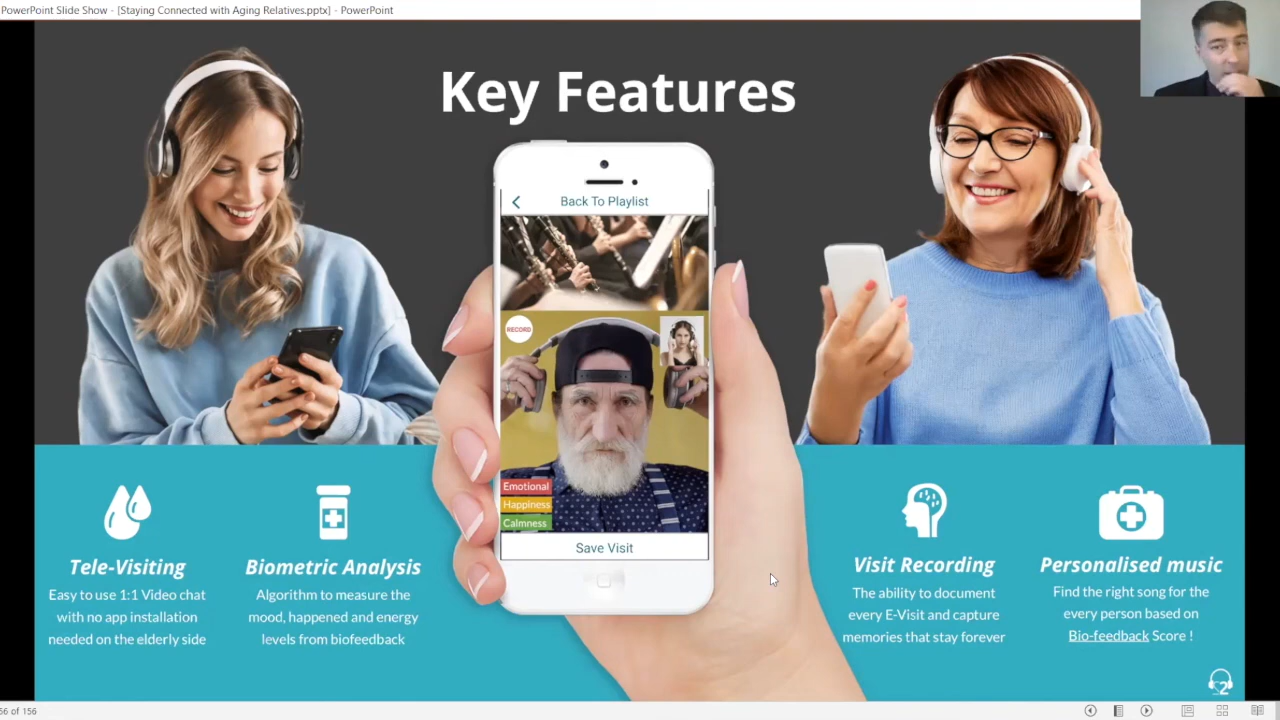 PowerPoint Slide Show - [Staying Connected with Aging Relatives.pptx] - PowerPoint
Key Features
Back To Playlist
RECORD
Emotional
Happiness
Calmness
Save Visit
Tele-Visiting
Easy to use 1:1 Video chat
with no app installation
needed on the elderly side
Biometric Analysis
Algorithm to measure the
mood, happened and energy
levels from biofeedback
Visit Recording
The ability to document
every E-Visit and capture
memories that stay forever
Personalised music
Find the right song for the
every person based on
Bio-feedback Score !
2
56 of 156